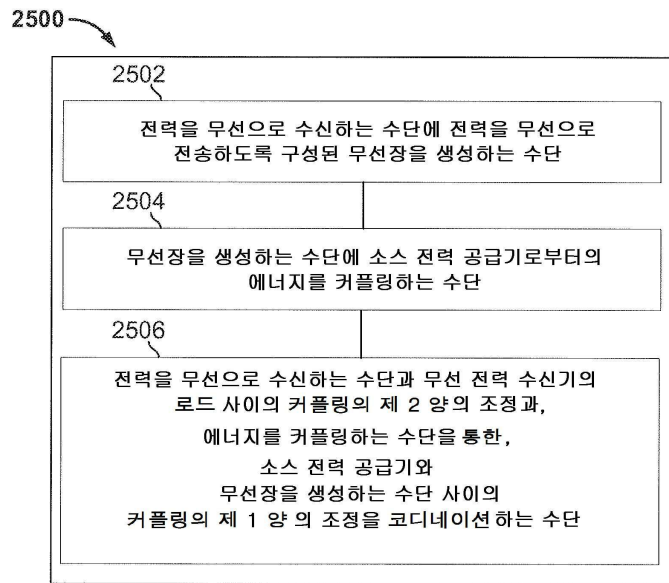 2500
2502
전력을 무선으로 수신하는 수단에 전력을 무선으로
전송하도록 구성된 무선장을 생성하는 수단
2504
무선장을 생성하는 수단에 소스 전력 공급기로부터의
에너지를 커플링하는 수단
2506
전력을 무선으로 수신하는 수단과 무선 전력 수신기의
로드 사이의 커플링의 제 2 양의 조정과,
에너지를 커플링하는 수단을 통한,
소스 전력 공급기와
무선장을 생성하는 수단 사이의
커플링의 제 1 양 의 조정을 코디네이션하는 수단